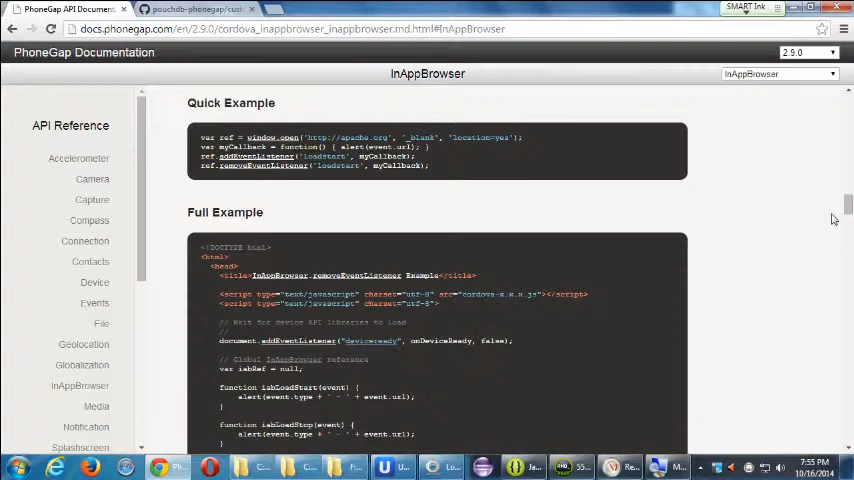 PhoneGap API Document.
pouchdb-phonegap/cus
SMART Ink
docs.phonegap.com/en/2.9.0/cordova_inappbrowser_inappbrowser.md.html#InAppBrowser
PhoneGap Documentation
2.9.0
InAppBrowser
InAppBrowser
API Reference
Accelerometer
Camera
Capture
Compass
Connection
Contacts
Device
Events
File
Geolocation
Globalization
InAppBrowser
Media
Notification
Splashscreen
Quick Example
var ref = window.open('http://apache.org', '_blank', 'location=yes');
var myCallback = function() { alert(event.url); }
ref.addEventListener('loadstart', myCallback);
ref.removeEventListener('loadstart', myCallback);
Full Example
<!DOCTYPE html>
<html>
<head>
<title>InAppBrowser.removeEventListener Example</title>
<script type="text/javascript" charset="utf-8" src="cordova-x.x.x.js"></script>
<script type="text/javascript" charset="utf-8">
// Wait for device API libraries to load
//
document.addEventListener("deviceready", onDeviceReady, false);
// Global InAppBrowser reference
var iabRef = null;
function iabLoadStart(event) {
alert(event.type + ' - ' + event.url);
}
function iabLoadStop(event) {
alert(event.type + ' - ' + event.url);
}
Ph...
C:...
C:...
F:...
U...
Lo...
Ja...
55...
Re...
M...
7:55 PM
10/16/2014